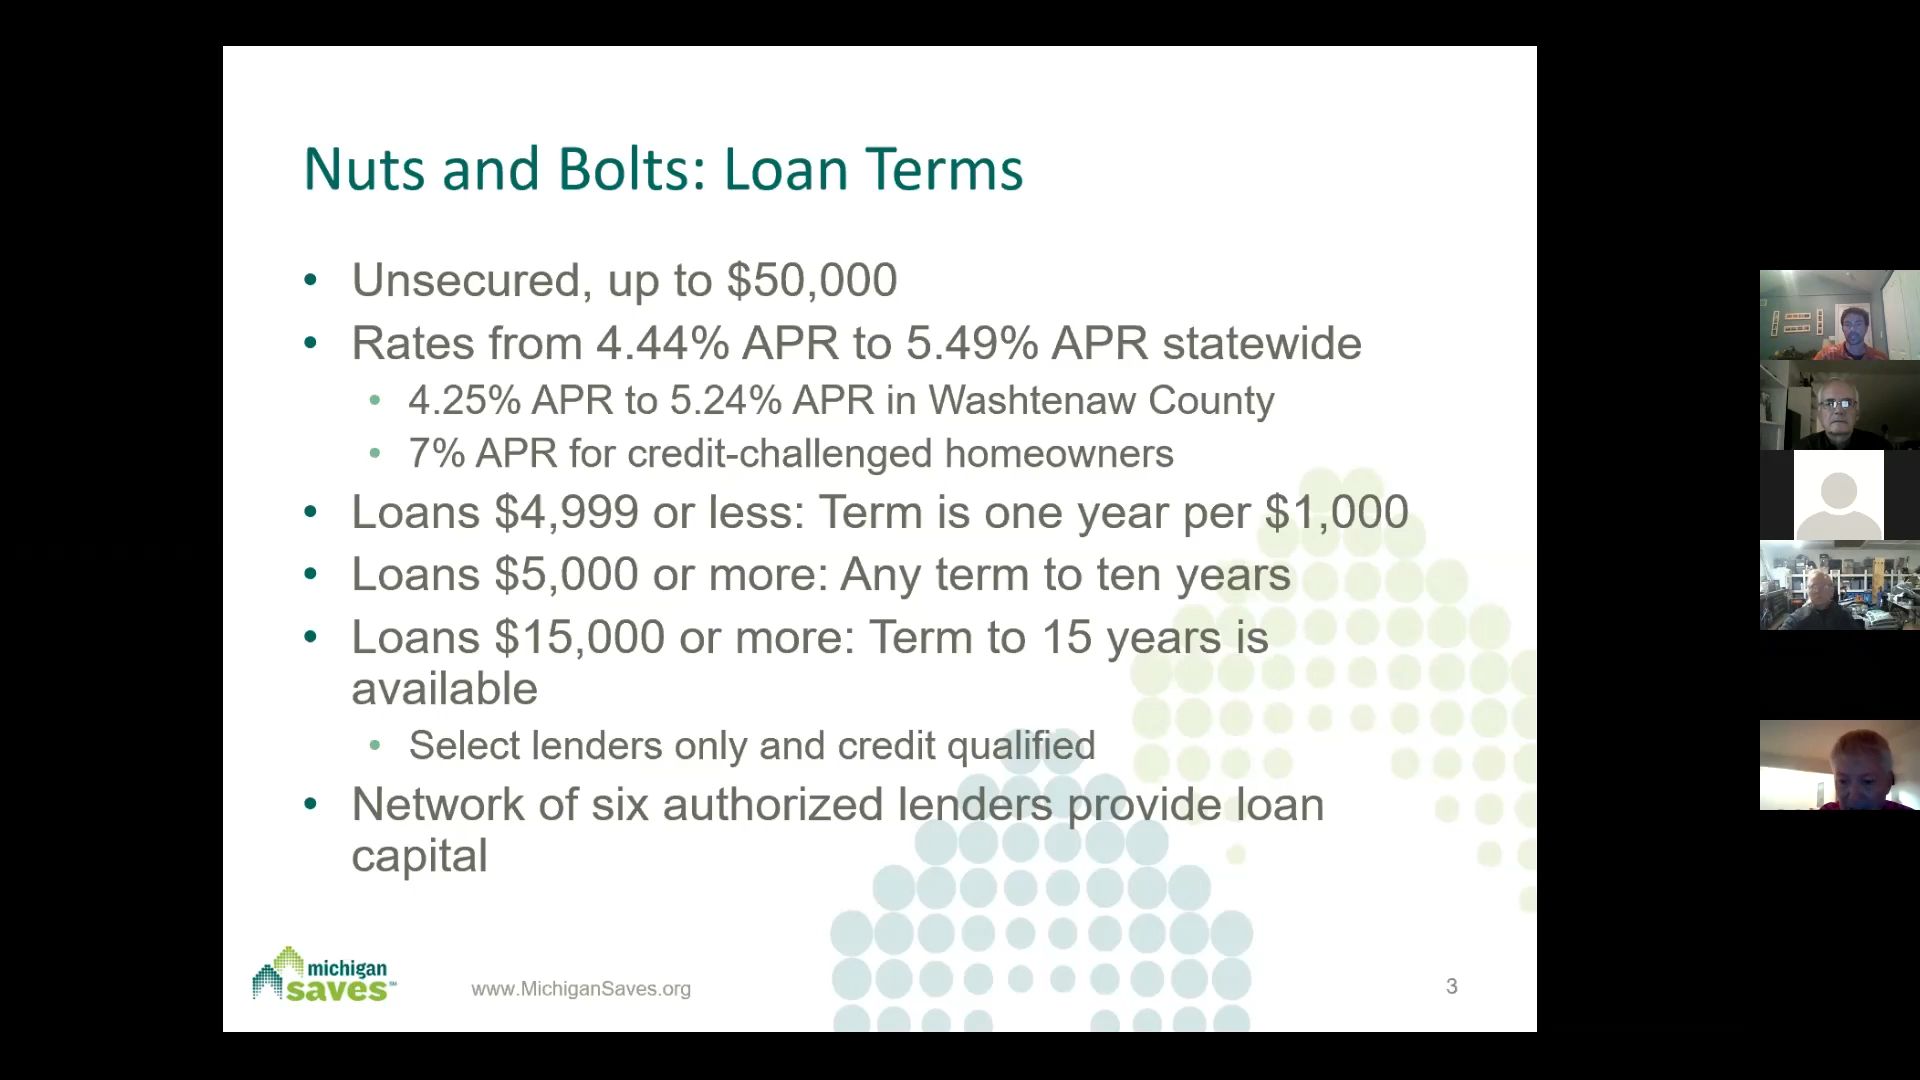 Nuts and Bolts: Loan Terms
• Unsecured, up to $50,000
• Rates from 4.44% APR to 5.49% APR statewide
• 4.25% APR to 5.24% APR in Washtenaw County
• 7% APR for credit-challenged homeowners
• Loans $4,999 or less: Term is one year per $1,000
• Loans $5,000 or more: Any term to ten years
• Loans $15,000 or more: Term to 15 years is
available
• Select lenders only and credit qualified
• Network of six authorized lenders provide loan
capital
michigan
saves
www.MichiganSaves.org
3